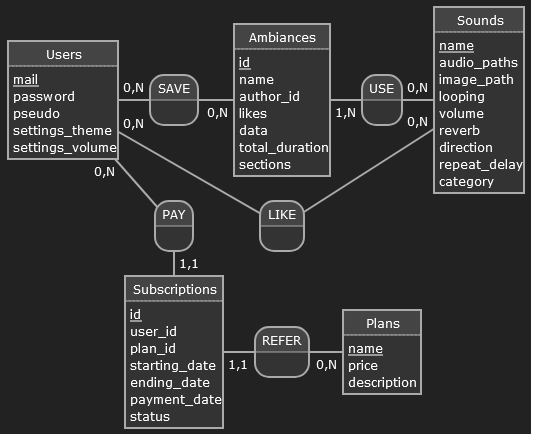 Users
mail
password
pseudo
settings_theme
settings_volume
0,N
SAVE
0,N
Ambiances
id
name
author_id
likes
data
total_duration
sections
1,N
USE
0,N
Sounds
name
audio_paths
image_path
looping
volume
reverb
direction
repeat_delay
category
0,N
LIKE
0,N
0,N
PAY
1,1
Subscriptions
id
user_id
plan_id
starting_date
ending_date
payment_date
status
1,1
REFER
0,N
Plans
name
price
description